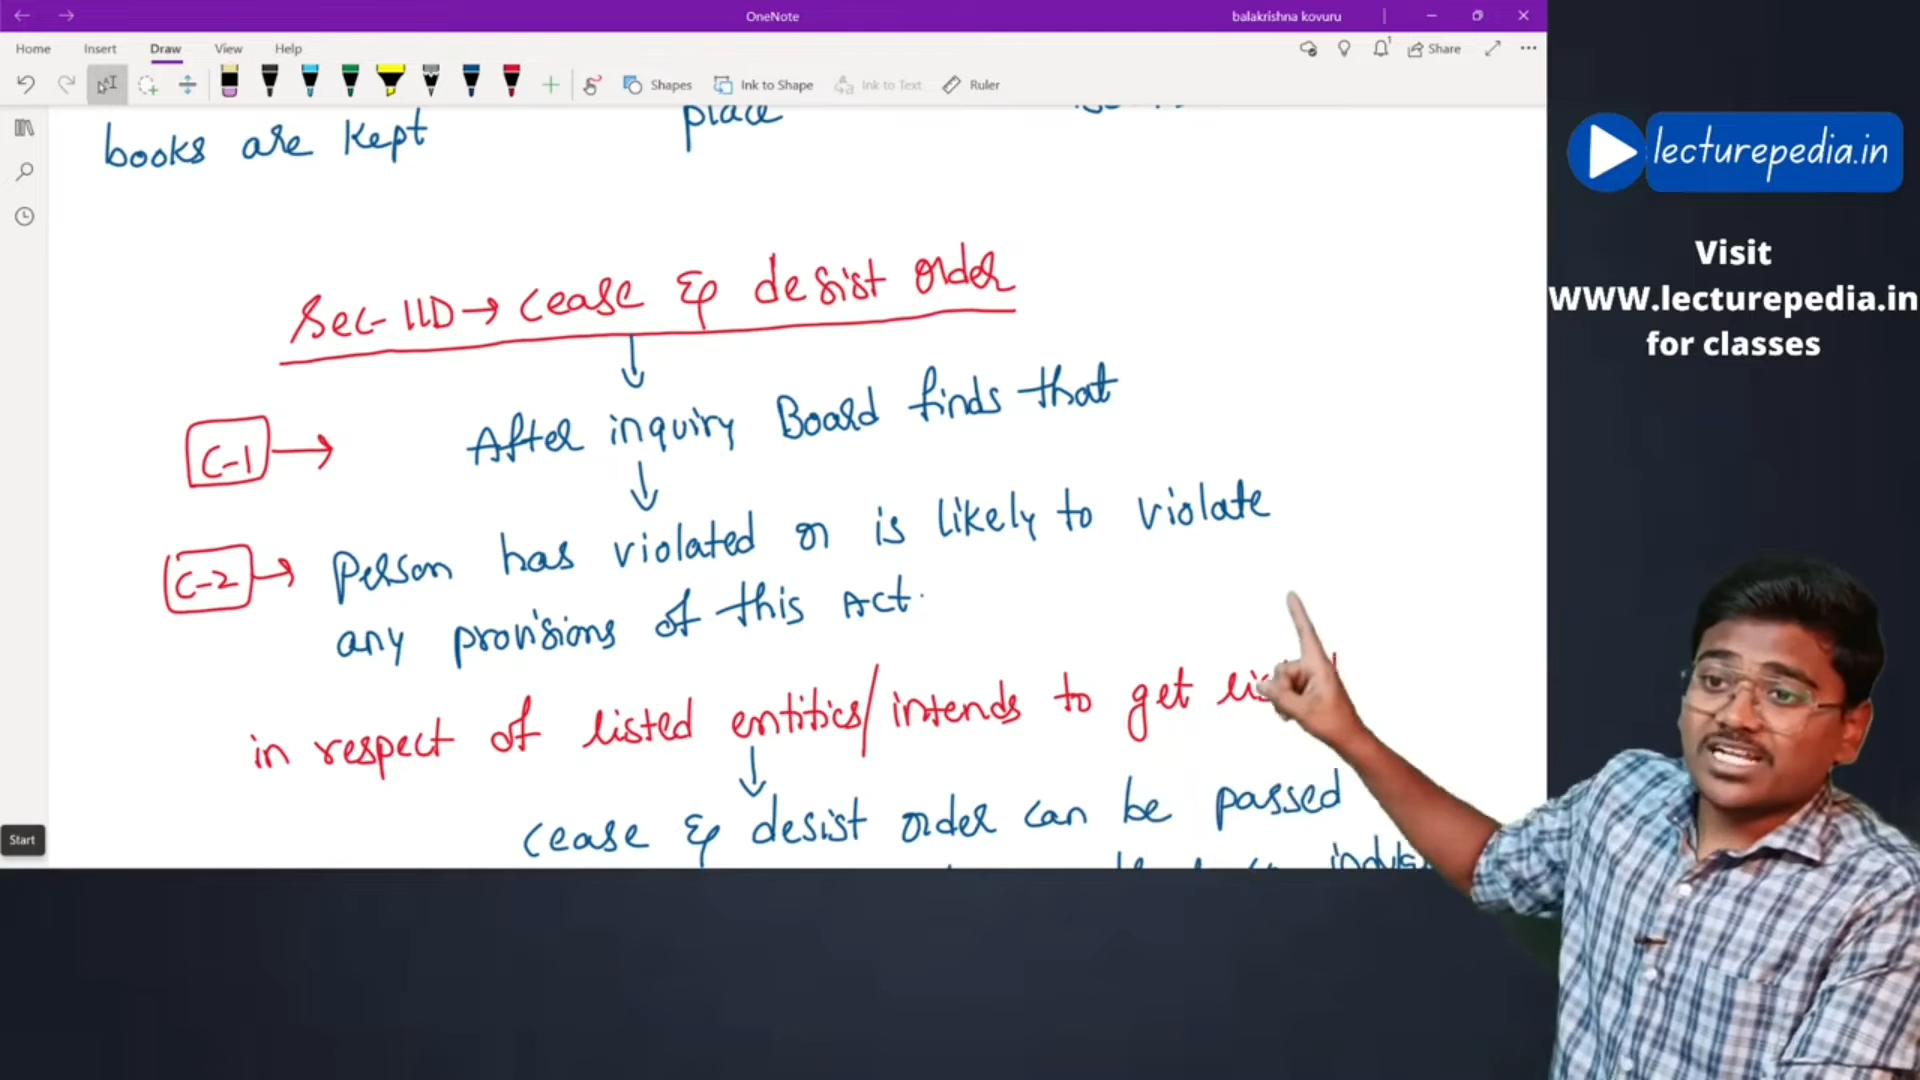 OneNote
balakrishna kovuru
Home Insert Draw View Help
1 Share
Shapes Ink to Shape Ink to Text Ruler
place
books are kept
Sec-11D → cease & desist order
C-1 → After inquiry Board finds that
C-2 → Person has violated or is likely to violate
any provisions of this Act.
in respect of listed entities/intends to get
cease & desist order can be passed
Start
lecturepedia.in
Visit
WWW.lecturepedia.in
for classes